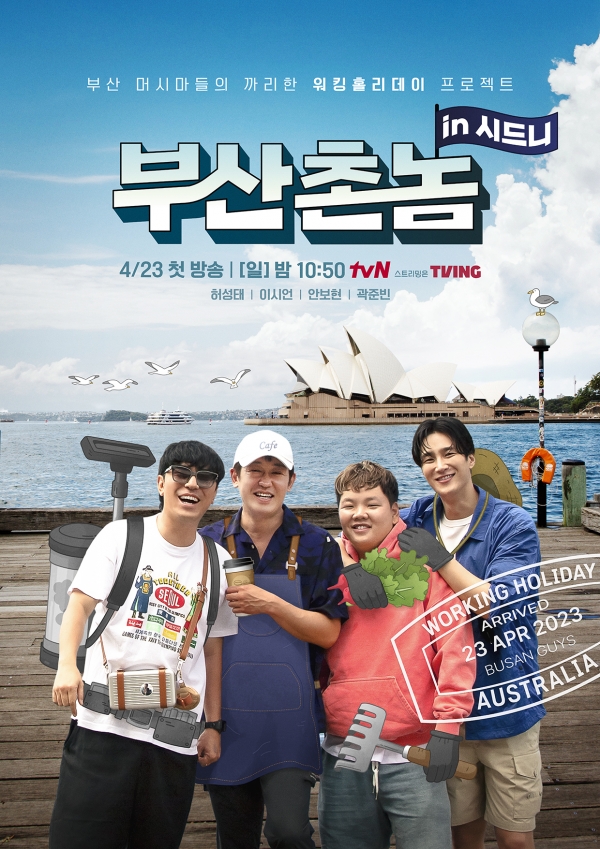 부산 머시마들의 까리한 워킹홀리데이 프로젝트
in 시드니
부산촌놈
4/23 첫 방송 | [일] 밤 10:50 tvN 스트리밍은 TVING
허성태 | 이시언 | 안보현 | 곽준빈
Cafe
SEOUL
WORKING HOLIDAY
ARRIVED
23 APR 2023
BUSAN GUYS
AUSTRALIA